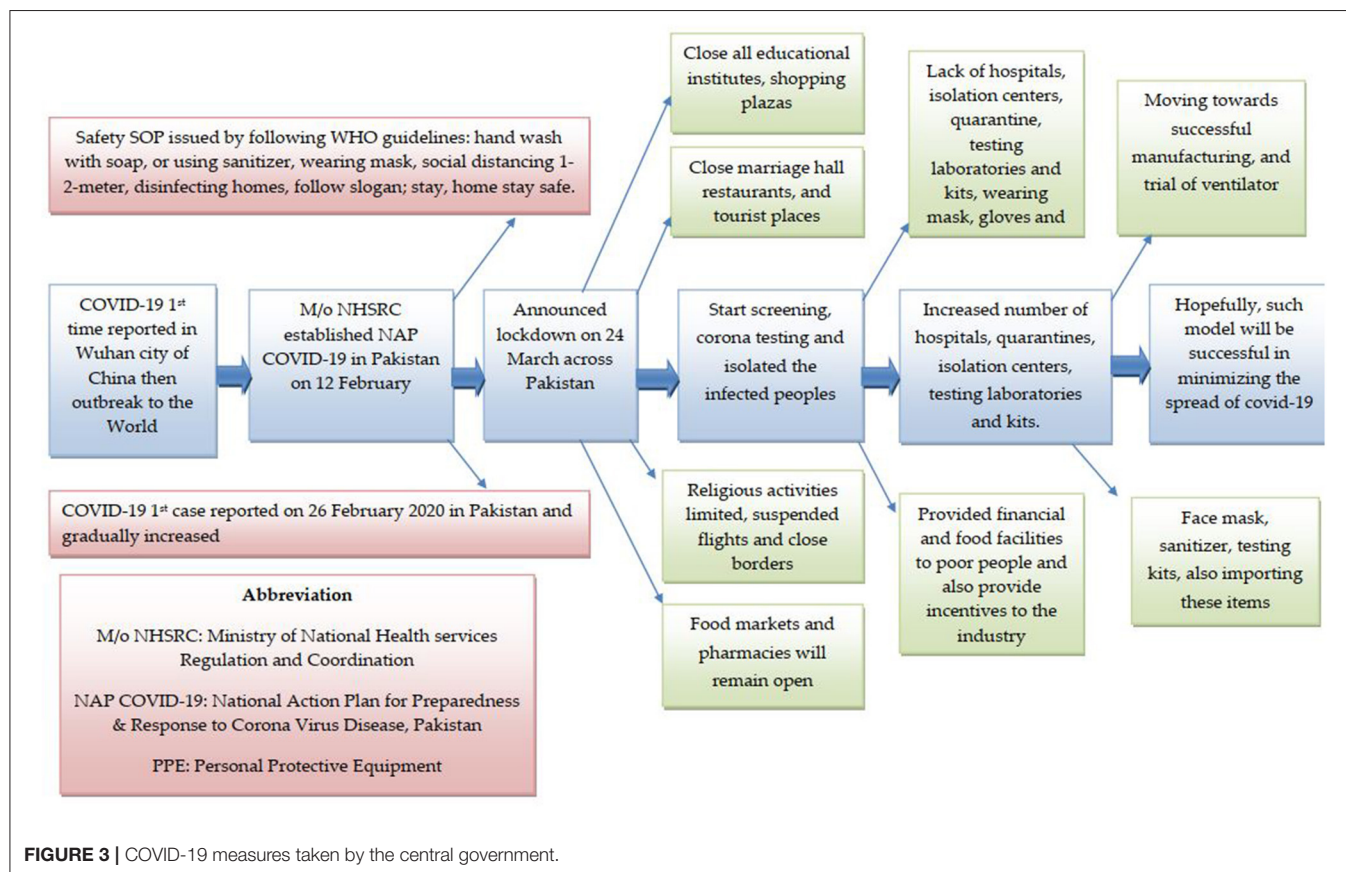 Close all educational
institutes, shopping
plazas
Lack of hospitals,
isolation centers,
quarantine,
testing
laboratories and
kits, wearing
mask, gloves and
Moving towards
successful
manufacturing, and
trial of ventilator
Safety SOP issued by following WHO guidelines: hand wash
with soap, or using sanitizer, wearing mask, social distancing 1-
2-meter, disinfecting homes, follow slogan; stay, home stay safe.
Close marriage hall
restaurants, and
tourist places
COVID-19 1st
time reported in
Wuhan city of
China then
outbreak to the
World
M/o NHSRC
established NAP
COVID-19 in Pakistan
on 12 February
Announced
lockdown on 24
March across
Pakistan
Start screening,
corona testing and
isolated the
infected peoples
Increased number of
hospitals, quarantines,
isolation centers,
testing laboratories
and kits.
Hopefully, such
model will be
successful in
minimizing the
spread of covid-19
COVID-19 1st case reported on 26 February 2020 in Pakistan and
gradually increased
Religious activities
limited, suspended
flights and close
borders
Provided financial
and food facilities
to poor people and
also provide
incentives to the
industry
Face mask,
sanitizer, testing
kits, also importing
these items
Food markets and
pharmacies will
remain open
Abbreviation
M/o NHSRC: Ministry of National Health services
Regulation and Coordination
NAP COVID-19: National Action Plan for Preparedness
& Response to Corona Virus Disease, Pakistan
PPE: Personal Protective Equipment
FIGURE 3 | COVID-19 measures taken by the central government.